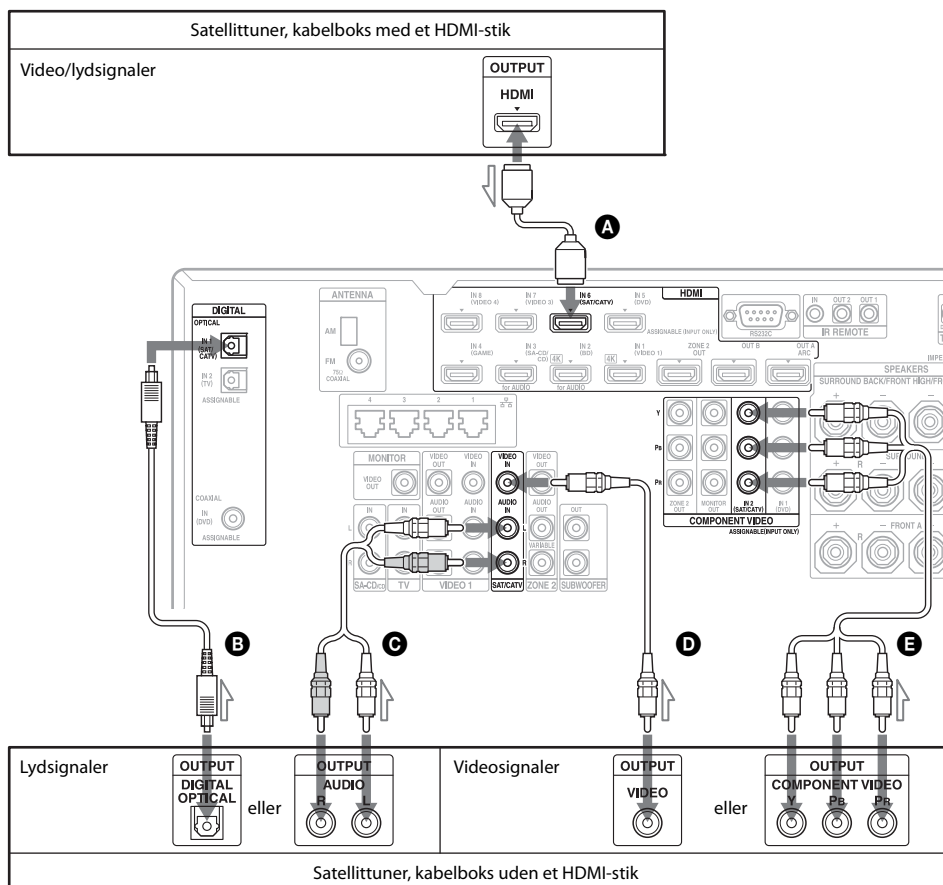 Satellittuner, kabelboks med et HDMI-stik
Video/lydsignaler
OUTPUT
HDMI
A
DIGITAL
OPTICAL
IN 1
(SAT/
CATV)
IN 2
(TV)
ASSIGNABLE
COAXIAL
IN
(DVD)
ASSIGNABLE
ANTENNA
AM
FM
75Ω
COAXIAL
IN 8
(VIDEO 4)
IN 7
(VIDEO 3)
IN 6
(SAT/CATV)
IN 5
(DVD)
HDMI
ASSIGNABLE (INPUT ONLY)
IN 4
(GAME)
IN 3
(SA-CD/
CD)
4K
IN 2
(BD)
4K
IN 1
(VIDEO 1)
ZONE 2
OUT
OUT B
OUT A
ARC
for AUDIO
for AUDIO
RS232C
IN
OUT 2
OUT 1
IR REMOTE
SPEAKERS
SURROUND BACK/FRONT HIGH/FR
4
3
2
1
MONITOR
VIDEO
OUT
VIDEO
OUT
VIDEO
IN
VIDEO
IN
VIDEO
OUT
AUDIO
OUT
AUDIO
IN
AUDIO
IN
AUDIO
OUT
IN
IN
OUT
L
R
L
R
VARIABLE
SA-CD/CD
TV
VIDEO 1
SAT/CATV
ZONE 2
SUBWOOFER
Y
PB
PR
ZONE 2
OUT
MONITOR
OUT
IN 2
(SAT/CATV)
IN 1
(DVD)
COMPONENT VIDEO
ASSIGNABLE(INPUT ONLY)
+
−
+
R
−
+
−
FRONT A
R
B
C
D
E
Lydsignaler
OUTPUT
DIGITAL
OPTICAL
eller
OUTPUT
AUDIO
R
L
Videosignaler
OUTPUT
VIDEO
eller
OUTPUT
COMPONENT VIDEO
Y
PB
PR
Satellittuner, kabelboks uden et HDMI-stik